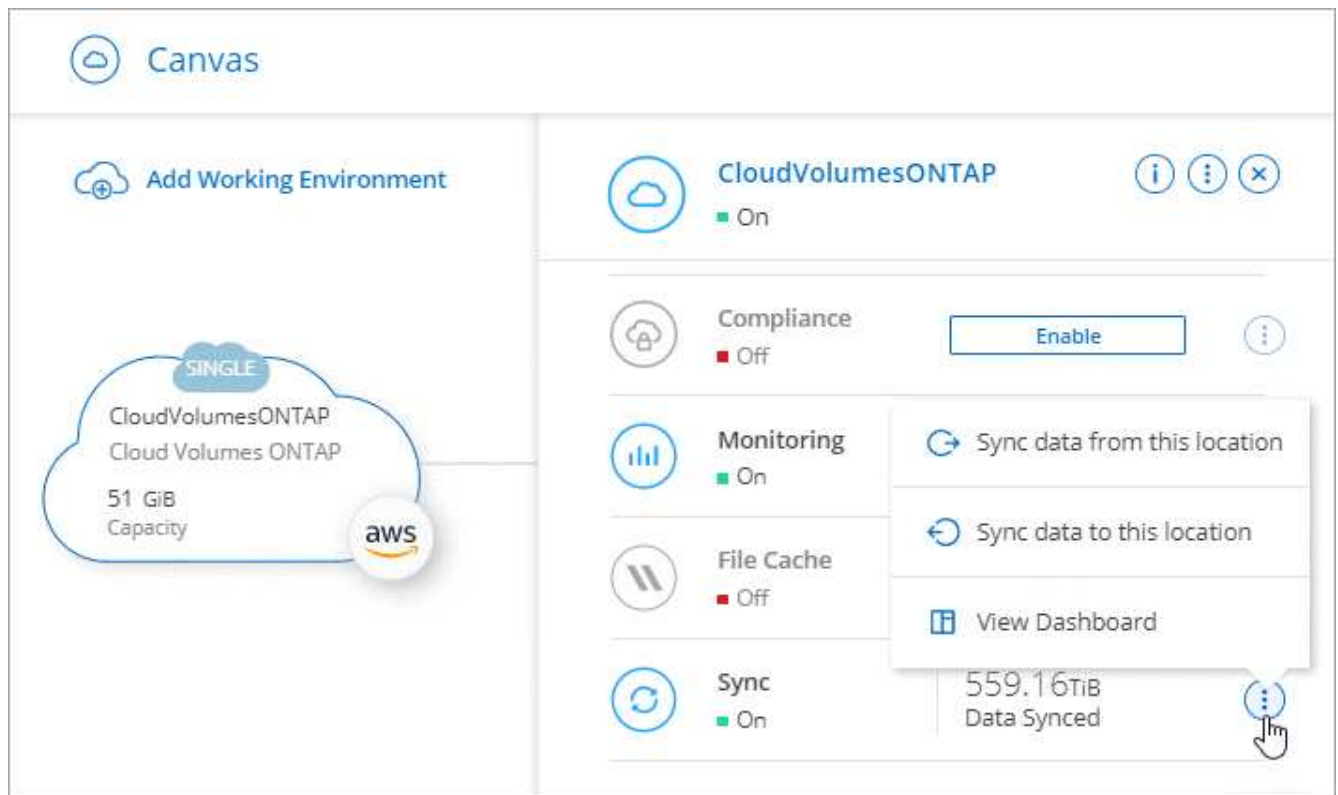 Canvas
Add Working Environment
SINGLE
CloudVolumesONTAP
Cloud Volumes ONTAP
51 GiB
Capacity
aws
CloudVolumesONTAP
On
Compliance
Off
Enable
Monitoring
On
File Cache
Off
Sync
On
559.16TiB
Data Synced
Sync data from this location
Sync data to this location
View Dashboard